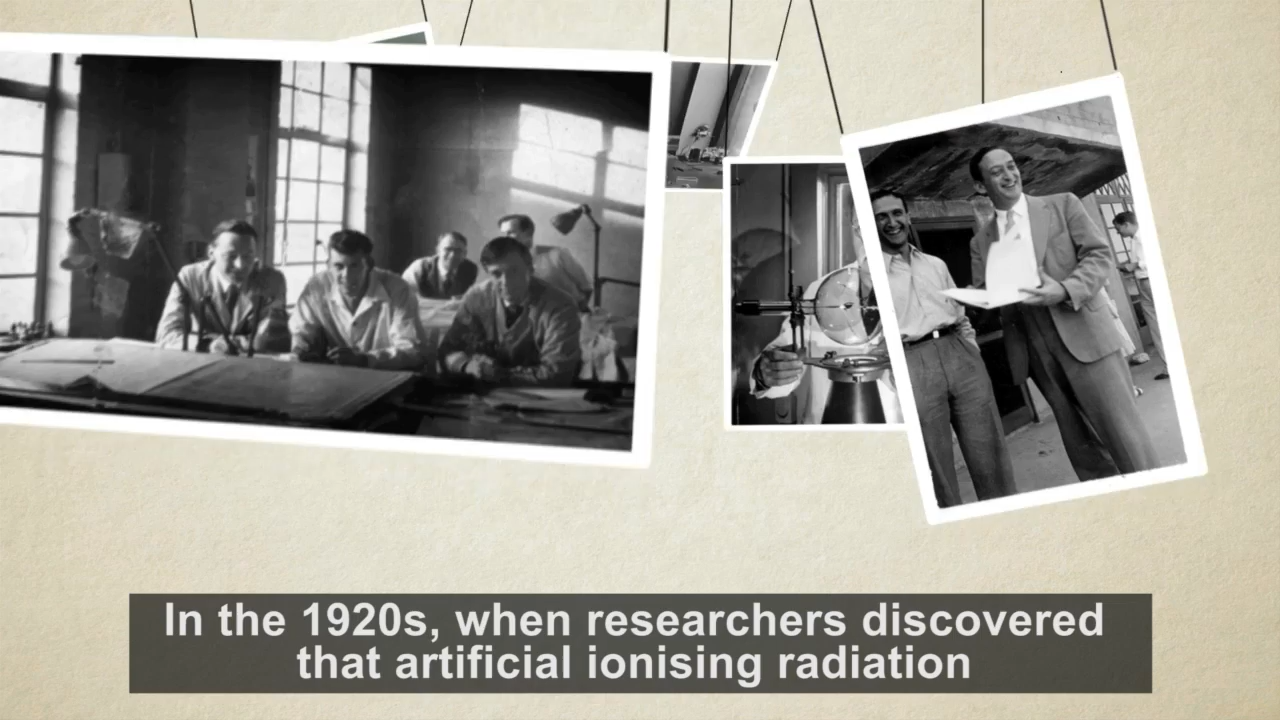 In the 1920s, when researchers discovered
that artificial ionising radiation